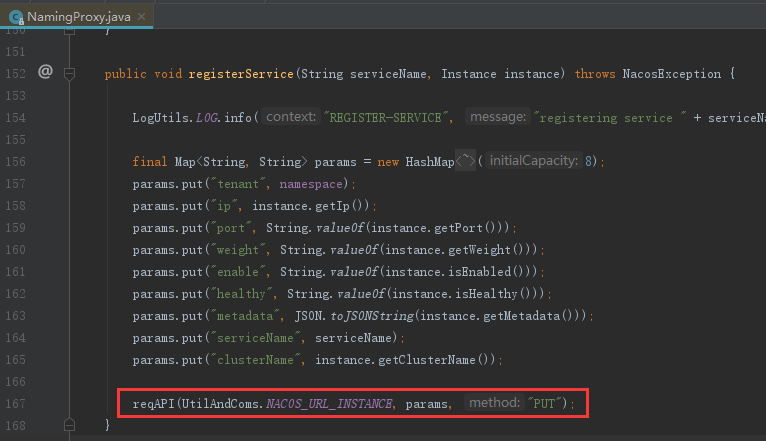 NamingProxy.java ×
150 }
151
152 @ public void registerService(String serviceName, Instance instance) throws NacosException {
153
154 LogUtils.LOG.info( context: "REGISTER-SERVICE", message: "registering service " + serviceNa
155
156 final Map<String, String> params = new HashMap<~>( initialCapacity: 8);
157 params.put("tenant", namespace);
158 params.put("ip", instance.getIp());
159 params.put("port", String.valueOf(instance.getPort()));
160 params.put("weight", String.valueOf(instance.getWeight()));
161 params.put("enable", String.valueOf(instance.isEnabled()));
162 params.put("healthy", String.valueOf(instance.isHealthy()));
163 params.put("metadata", JSON.toJSONString(instance.getMetadata()));
164 params.put("serviceName", serviceName);
165 params.put("clusterName", instance.getClusterName());
166
167 reqAPI(UtilAndComs.NACOS_URL_INSTANCE, params, method: "PUT");
168 }